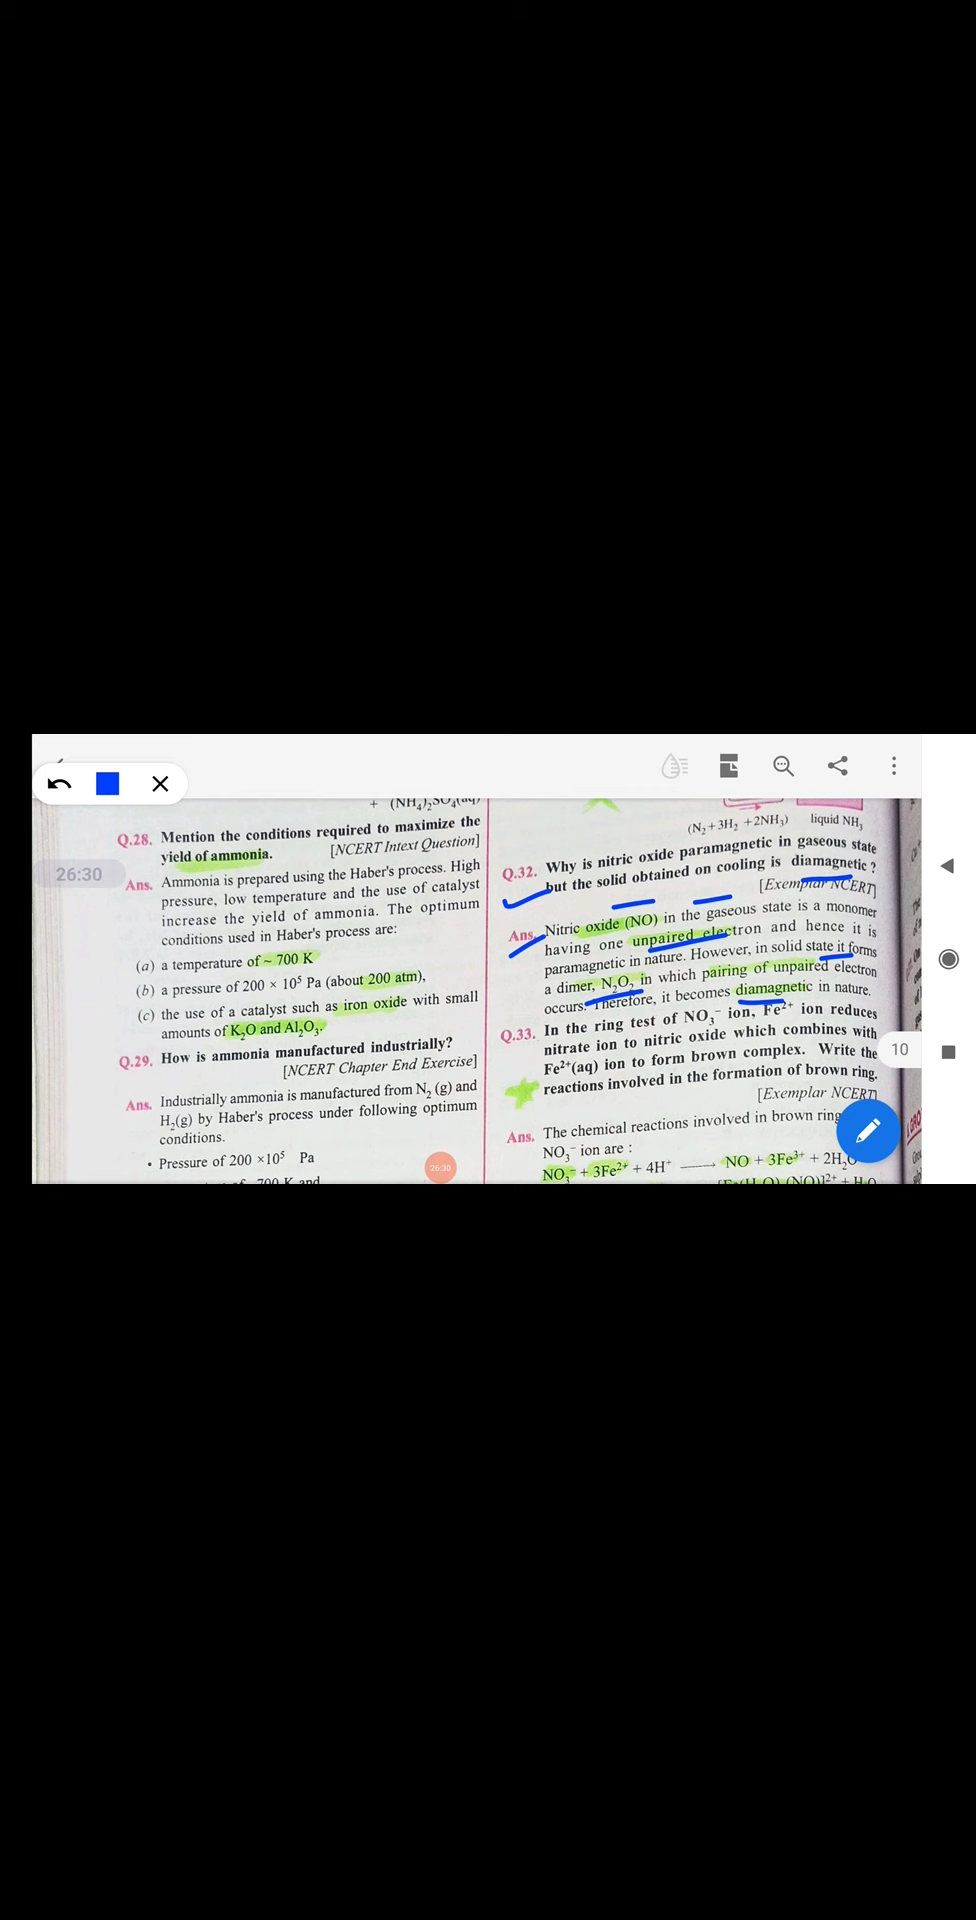 + (NH₄)₂SO₄(aq)
Q.28. Mention the conditions required to maximize the
yield of ammonia. [NCERT Intext Question]
26:30
Ans. Ammonia is prepared using the Haber's process. High
pressure, low temperature and the use of catalyst
increase the yield of ammonia. The optimum
conditions used in Haber's process are:
(a) a temperature of ~ 700 K
(b) a pressure of 200 × 10⁵ Pa (about 200 atm),
(c) the use of a catalyst such as iron oxide with small
amounts of K₂O and Al₂O₃.
Q.29. How is ammonia manufactured industrially?
[NCERT Chapter End Exercise]
Ans. Industrially ammonia is manufactured from N₂ (g) and
H₂(g) by Haber's process under following optimum
conditions.
• Pressure of 200 ×10⁵ Pa
700 K and
26:30
(N₂+3H₂ +2NH₃) liquid NH₃
Q.32. Why is nitric oxide paramagnetic in gaseous state
but the solid obtained on cooling is diamagnetic ?
[Exemplar NCERT]
Ans. Nitric oxide (NO) in the gaseous state is a monomer
having one unpaired electron and hence it is
paramagnetic in nature. However, in solid state it forms
a dimer, N₂O₂ in which pairing of unpaired electron
occurs. Therefore, it becomes diamagnetic in nature.
Q.33. In the ring test of NO₃⁻ ion, Fe²⁺ ion reduces
nitrate ion to nitric oxide which combines with
Fe²⁺(aq) ion to form brown complex. Write the
reactions involved in the formation of brown ring.
[Exemplar NCERT]
Ans. The chemical reactions involved in brown ring
NO₃⁻ ion are :
NO₃⁻ + 3Fe²⁺ + 4H⁺ ⟶ NO + 3Fe³⁺ + 2H₂O
(NO)]²⁺ + H₂O
10